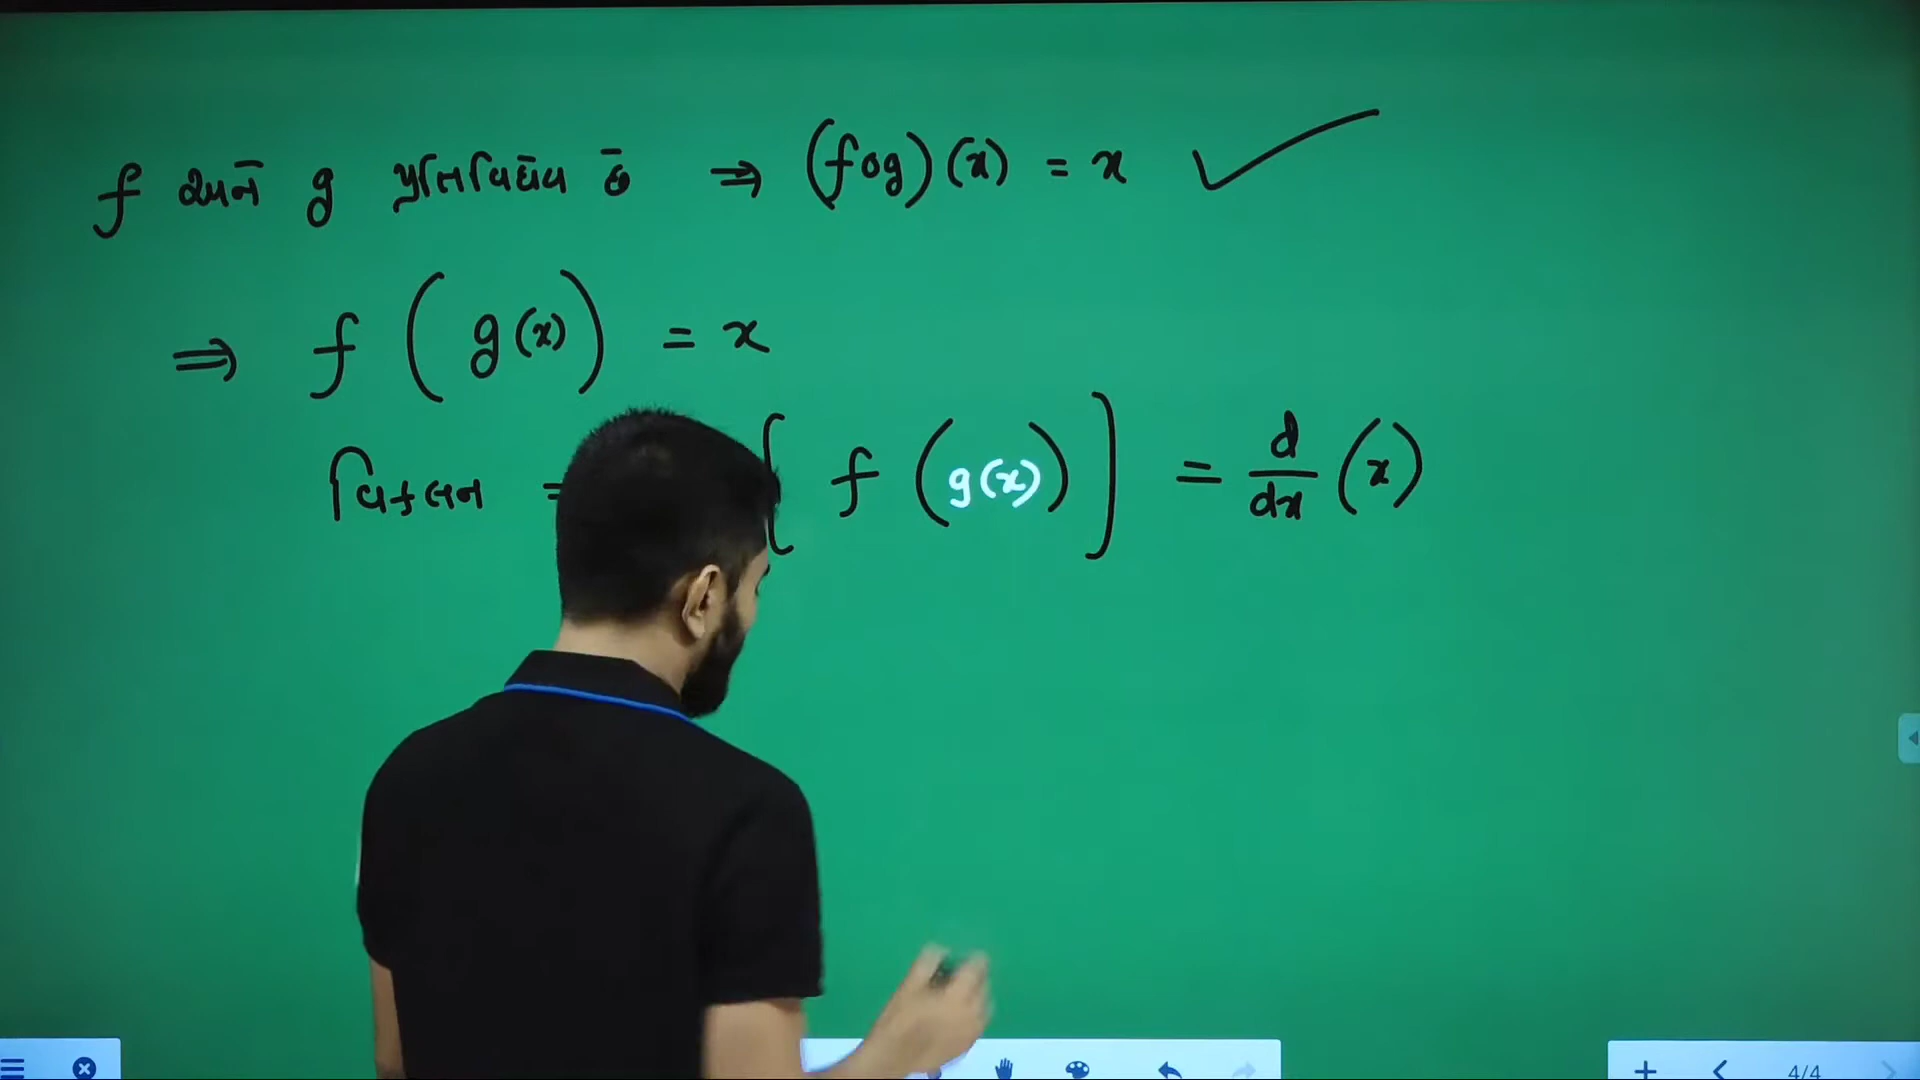 f અને g પ્રતિવિધેય છે ⇒ (fog)(x) = x ✓
⇒ f ( g(x) ) = x
વિકલન = [ f ( g(x) ) ] = d/dx (x)
4/4